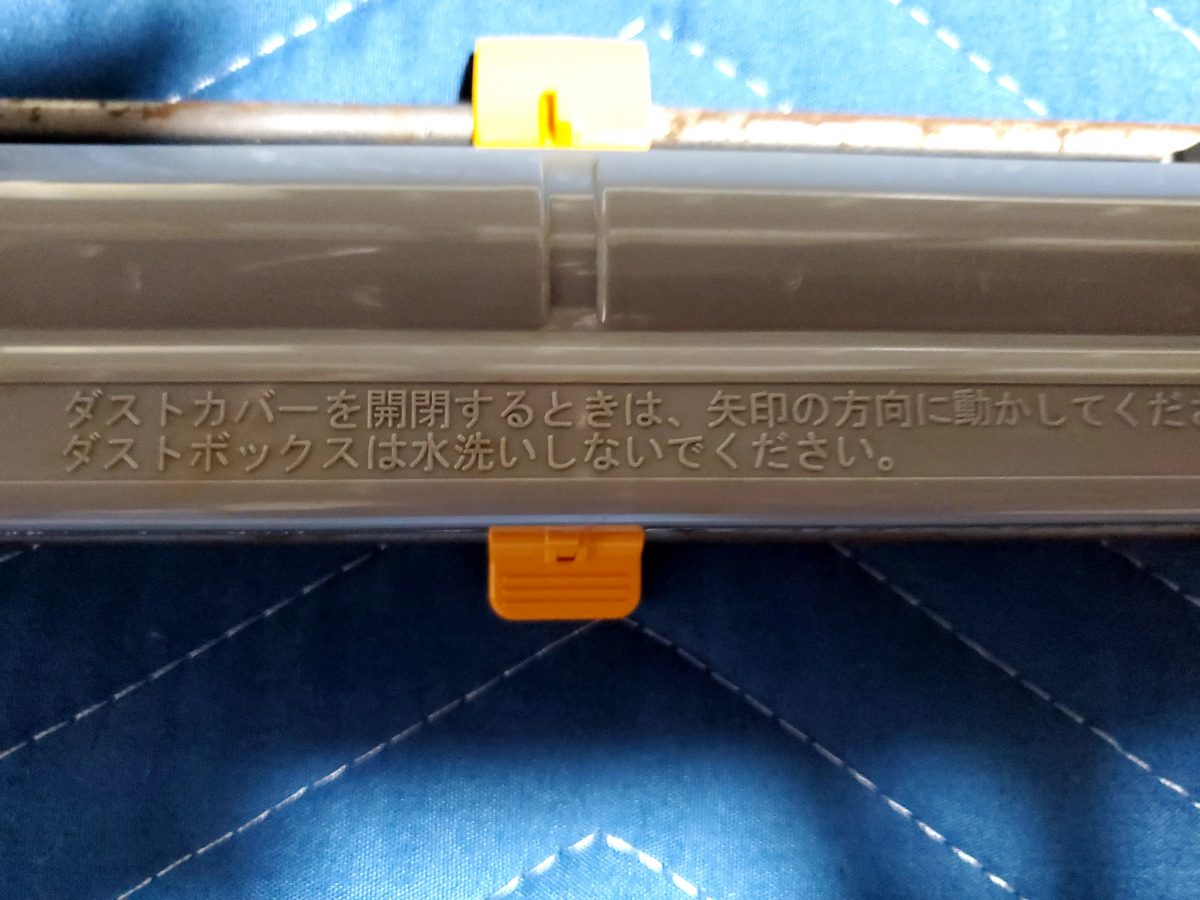 ダストカバーを開閉するときは、矢印の方向に動かしてくださ
ダストボックスは水洗いしないでください。